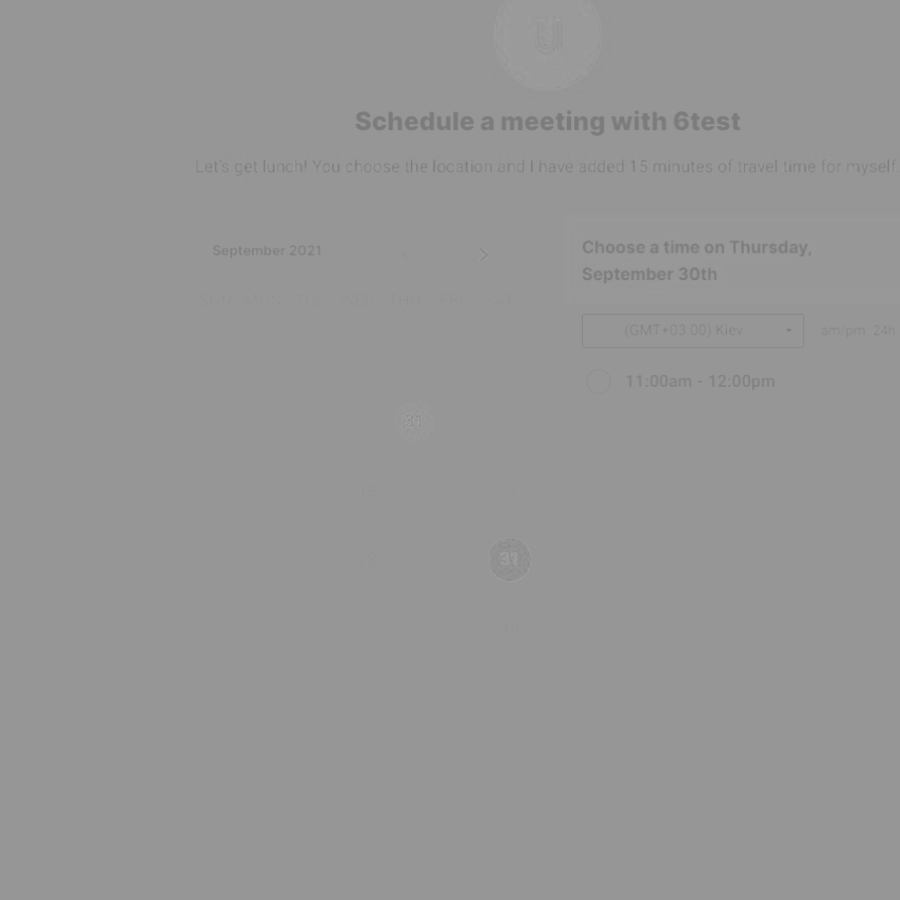 U
Schedule a meeting with 6test
Let's get lunch! You choose the location and I have added 15 minutes of travel time for myself.
September 2021
Choose a time on Thursday,
September 30th
SUN MON TUE WED THU FRI SAT
(GMT+03:00) Kiev
am/pm 24h
11:00am - 12:00pm